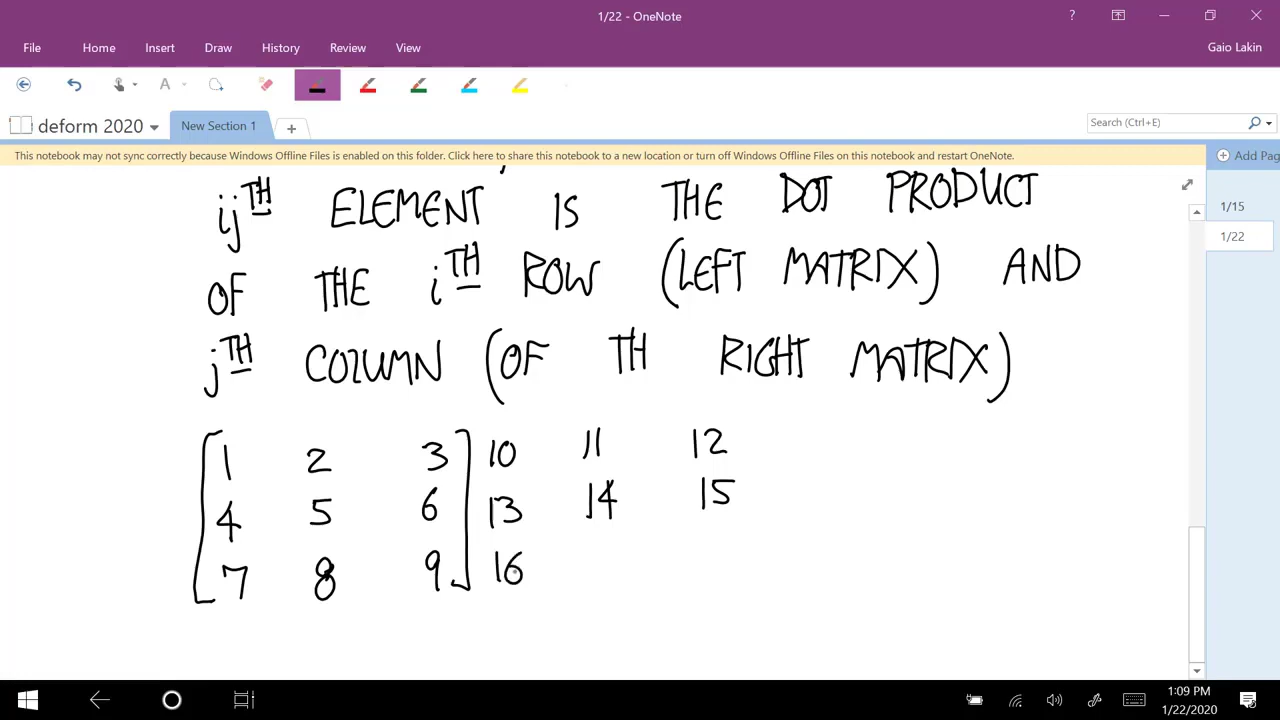 1/22 - OneNote
?
File Home Insert Draw History Review View Gaio Lakin
A
deform 2020 New Section 1 + Search (Ctrl+E)
This notebook may not sync correctly because Windows Offline Files is enabled on this folder. Click here to share this notebook to a new location or turn off Windows Offline Files on this notebook and restart OneNote.
Add Pag
1/15
1/22
ijTH ELEMENT IS THE DOT PRODUCT
OF THE iTH ROW (LEFT MATRIX) AND
jTH COLUMN (OF TH RIGHT MATRIX)
[1 2 3] 10 11 12
4 5 6 13 14 15
7 8 9 16
1:09 PM
1/22/2020